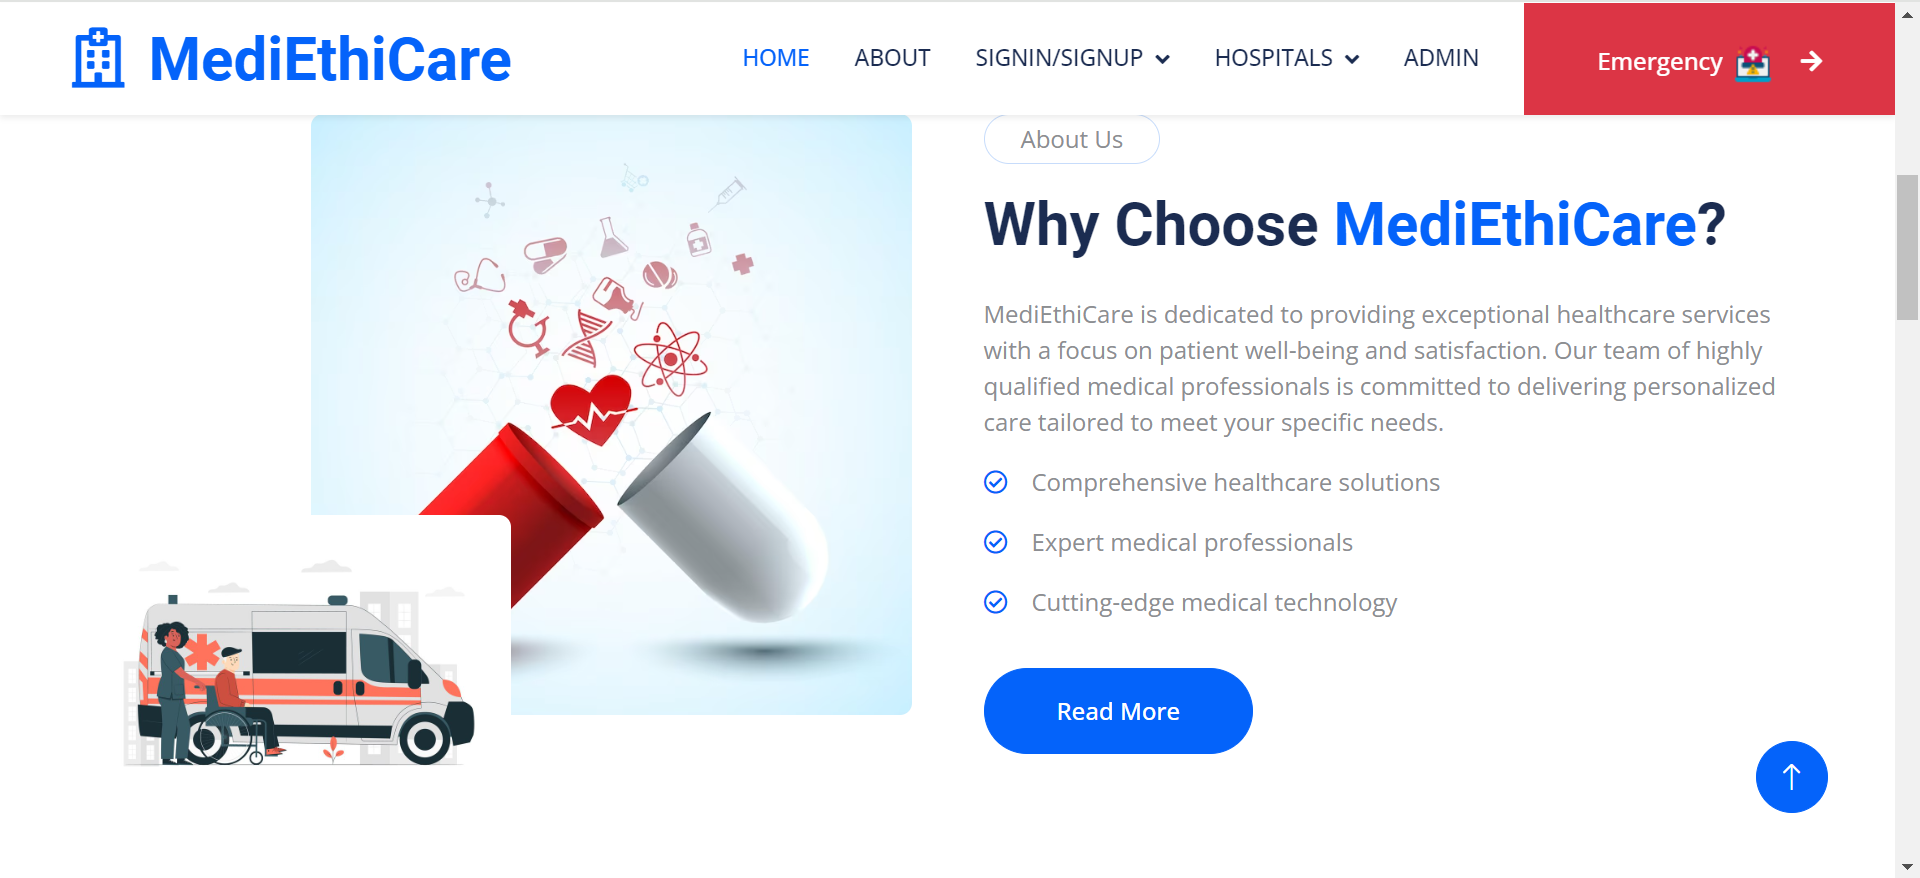 MediEthiCare
HOME ABOUT SIGNIN/SIGNUP HOSPITALS ADMIN
Emergency
About Us
Why Choose MediEthiCare?
MediEthiCare is dedicated to providing exceptional healthcare services
with a focus on patient well-being and satisfaction. Our team of highly
qualified medical professionals is committed to delivering personalized
care tailored to meet your specific needs.
Comprehensive healthcare solutions
Expert medical professionals
Cutting-edge medical technology
Read More